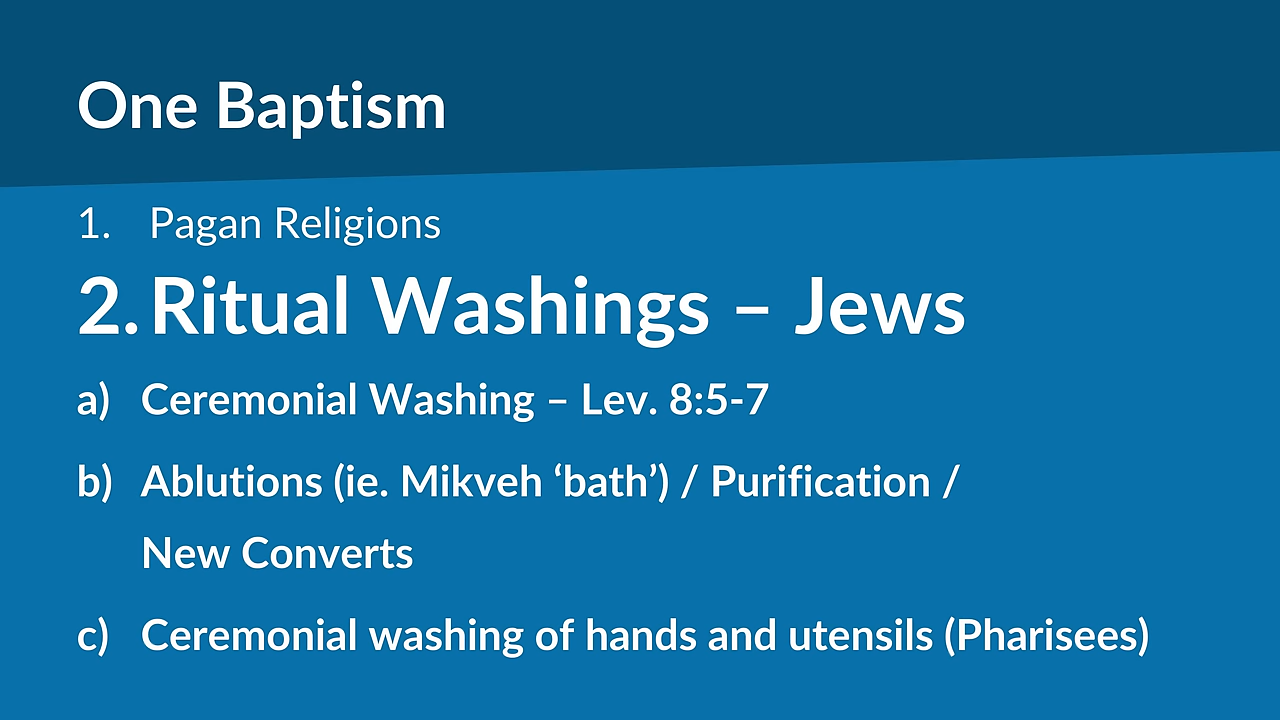 One Baptism
1. Pagan Religions
2. Ritual Washings – Jews
a) Ceremonial Washing – Lev. 8:5-7
b) Ablutions (ie. Mikveh ‘bath’) / Purification /
New Converts
c) Ceremonial washing of hands and utensils (Pharisees)